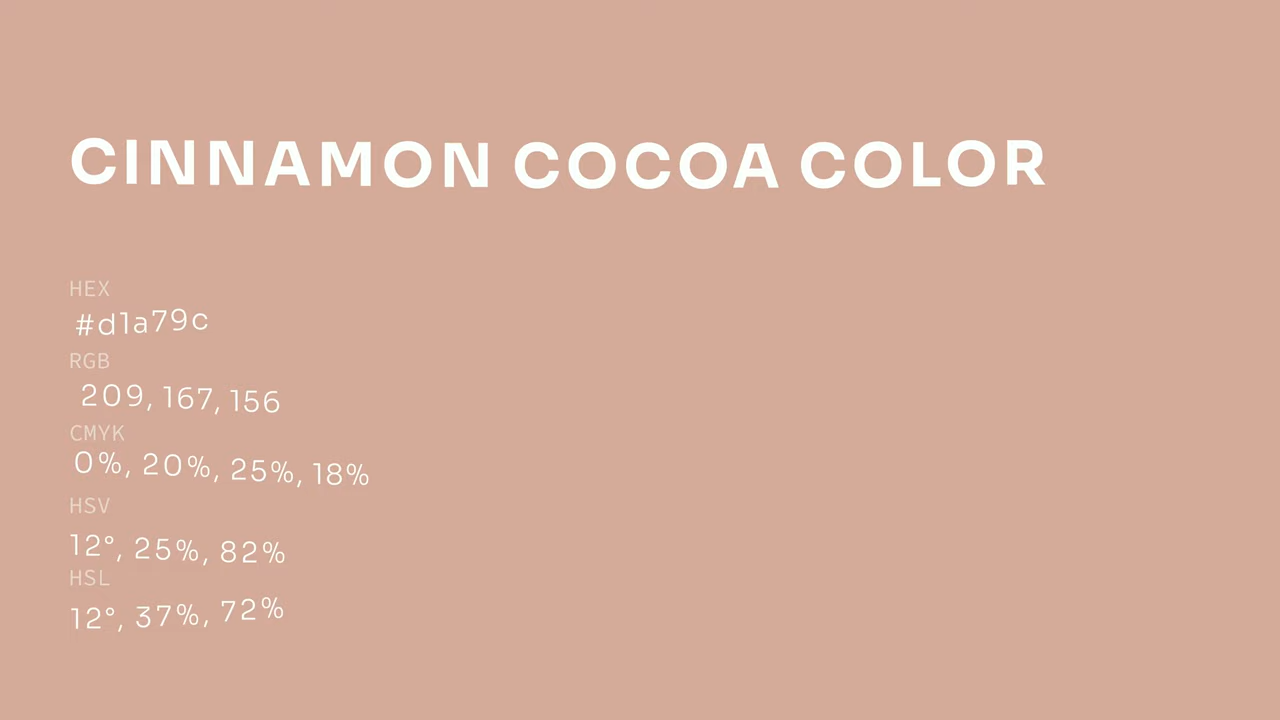 CINNAMON COCOA COLOR
HEX
#d1a79c
RGB
209, 167, 156
CMYK
0%, 20%, 25%, 18%
HSV
12°, 25%, 82%
HSL
12°, 37%, 72%